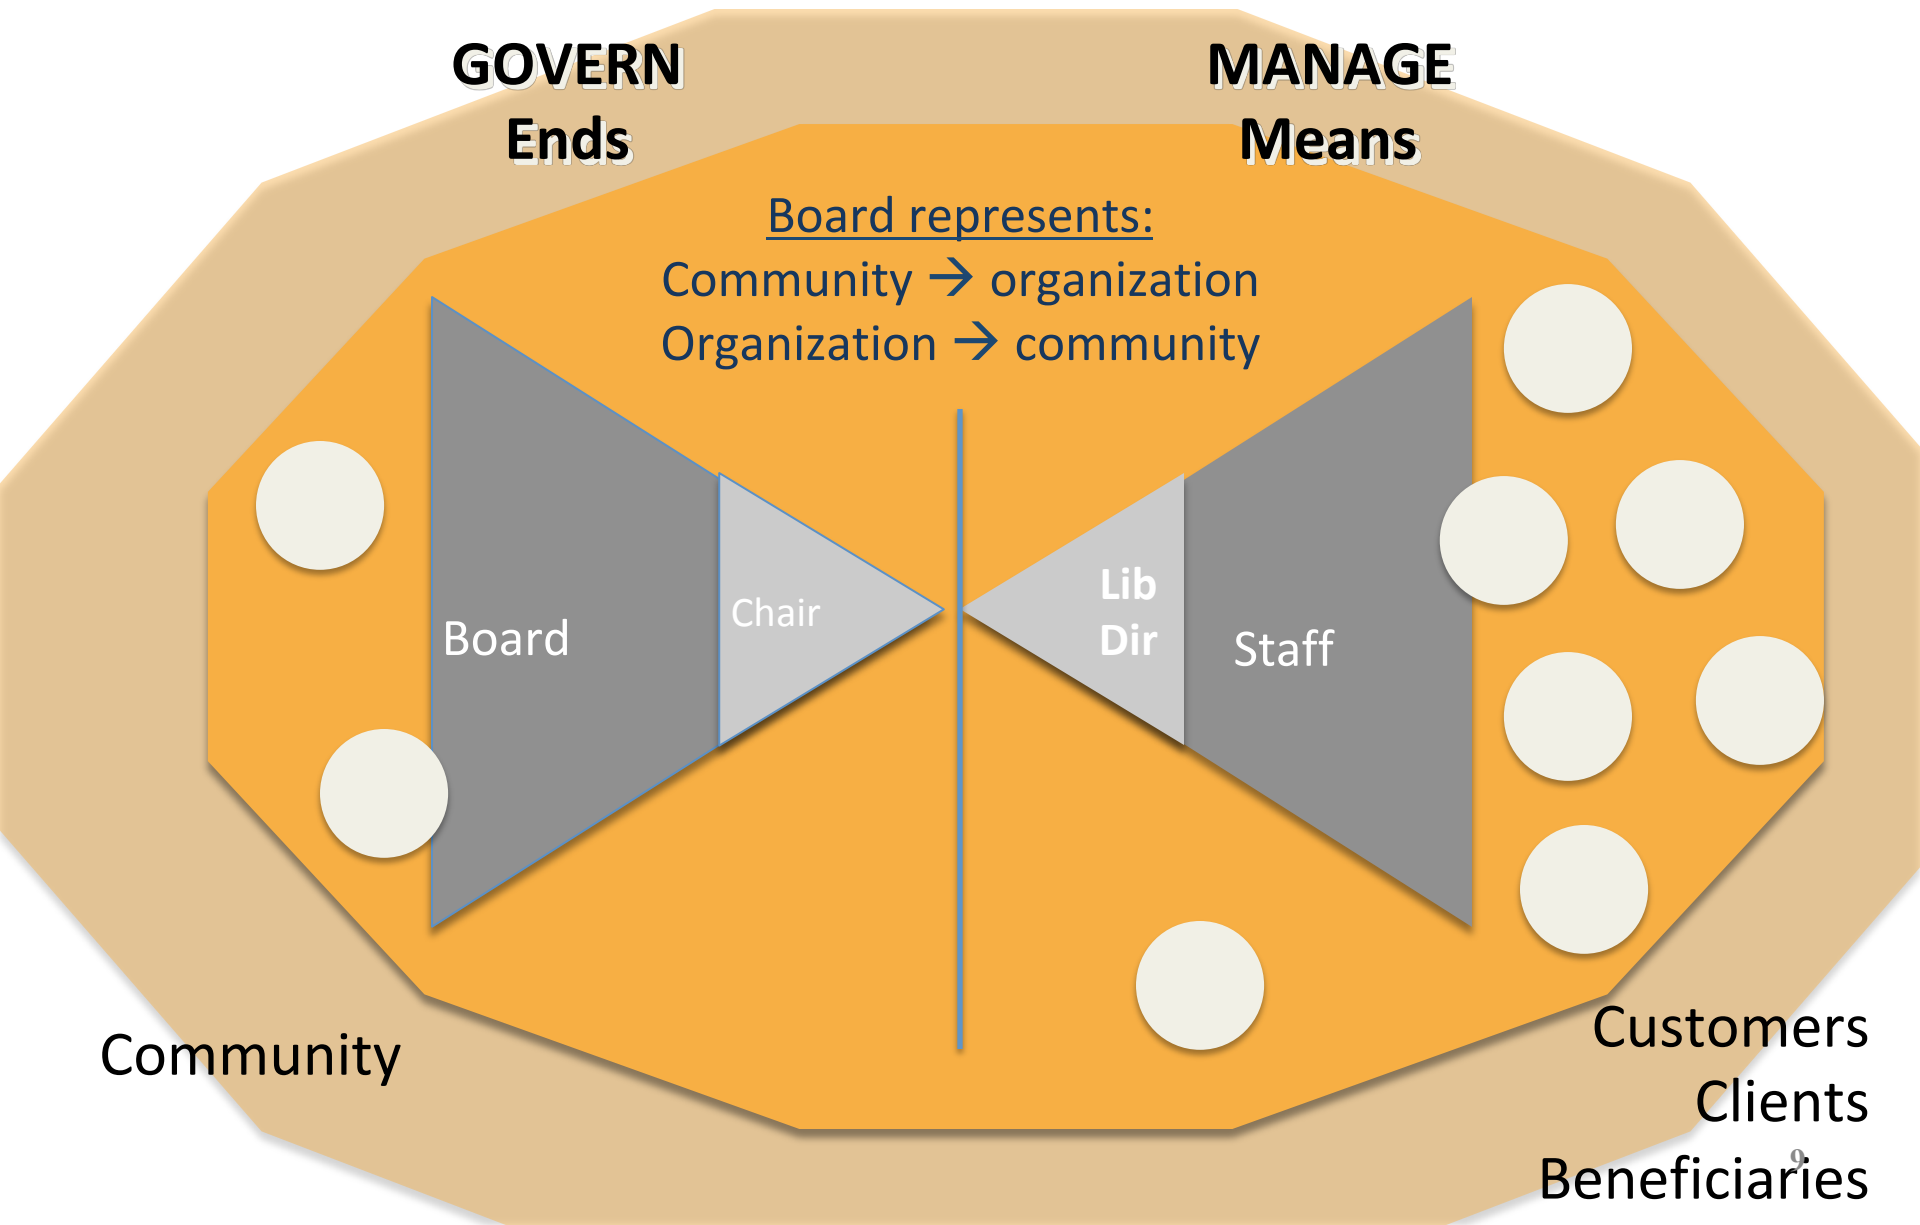 GOVERN
Ends
MANAGE
Means
Board represents:
Community → organization
Organization → community
Board
Chair
Lib
Dir
Staff
Community
Customers
Clients
Beneficiaries
9